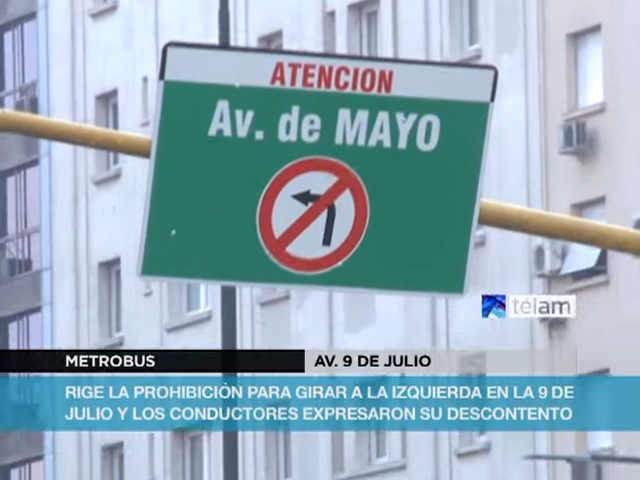 ATENCION
Av. de MAYO
télam
METROBUS
AV. 9 DE JULIO
RIGE LA PROHIBICIÓN PARA GIRAR A LA IZQUIERDA EN LA 9 DE
JULIO Y LOS CONDUCTORES EXPRESARON SU DESCONTENTO